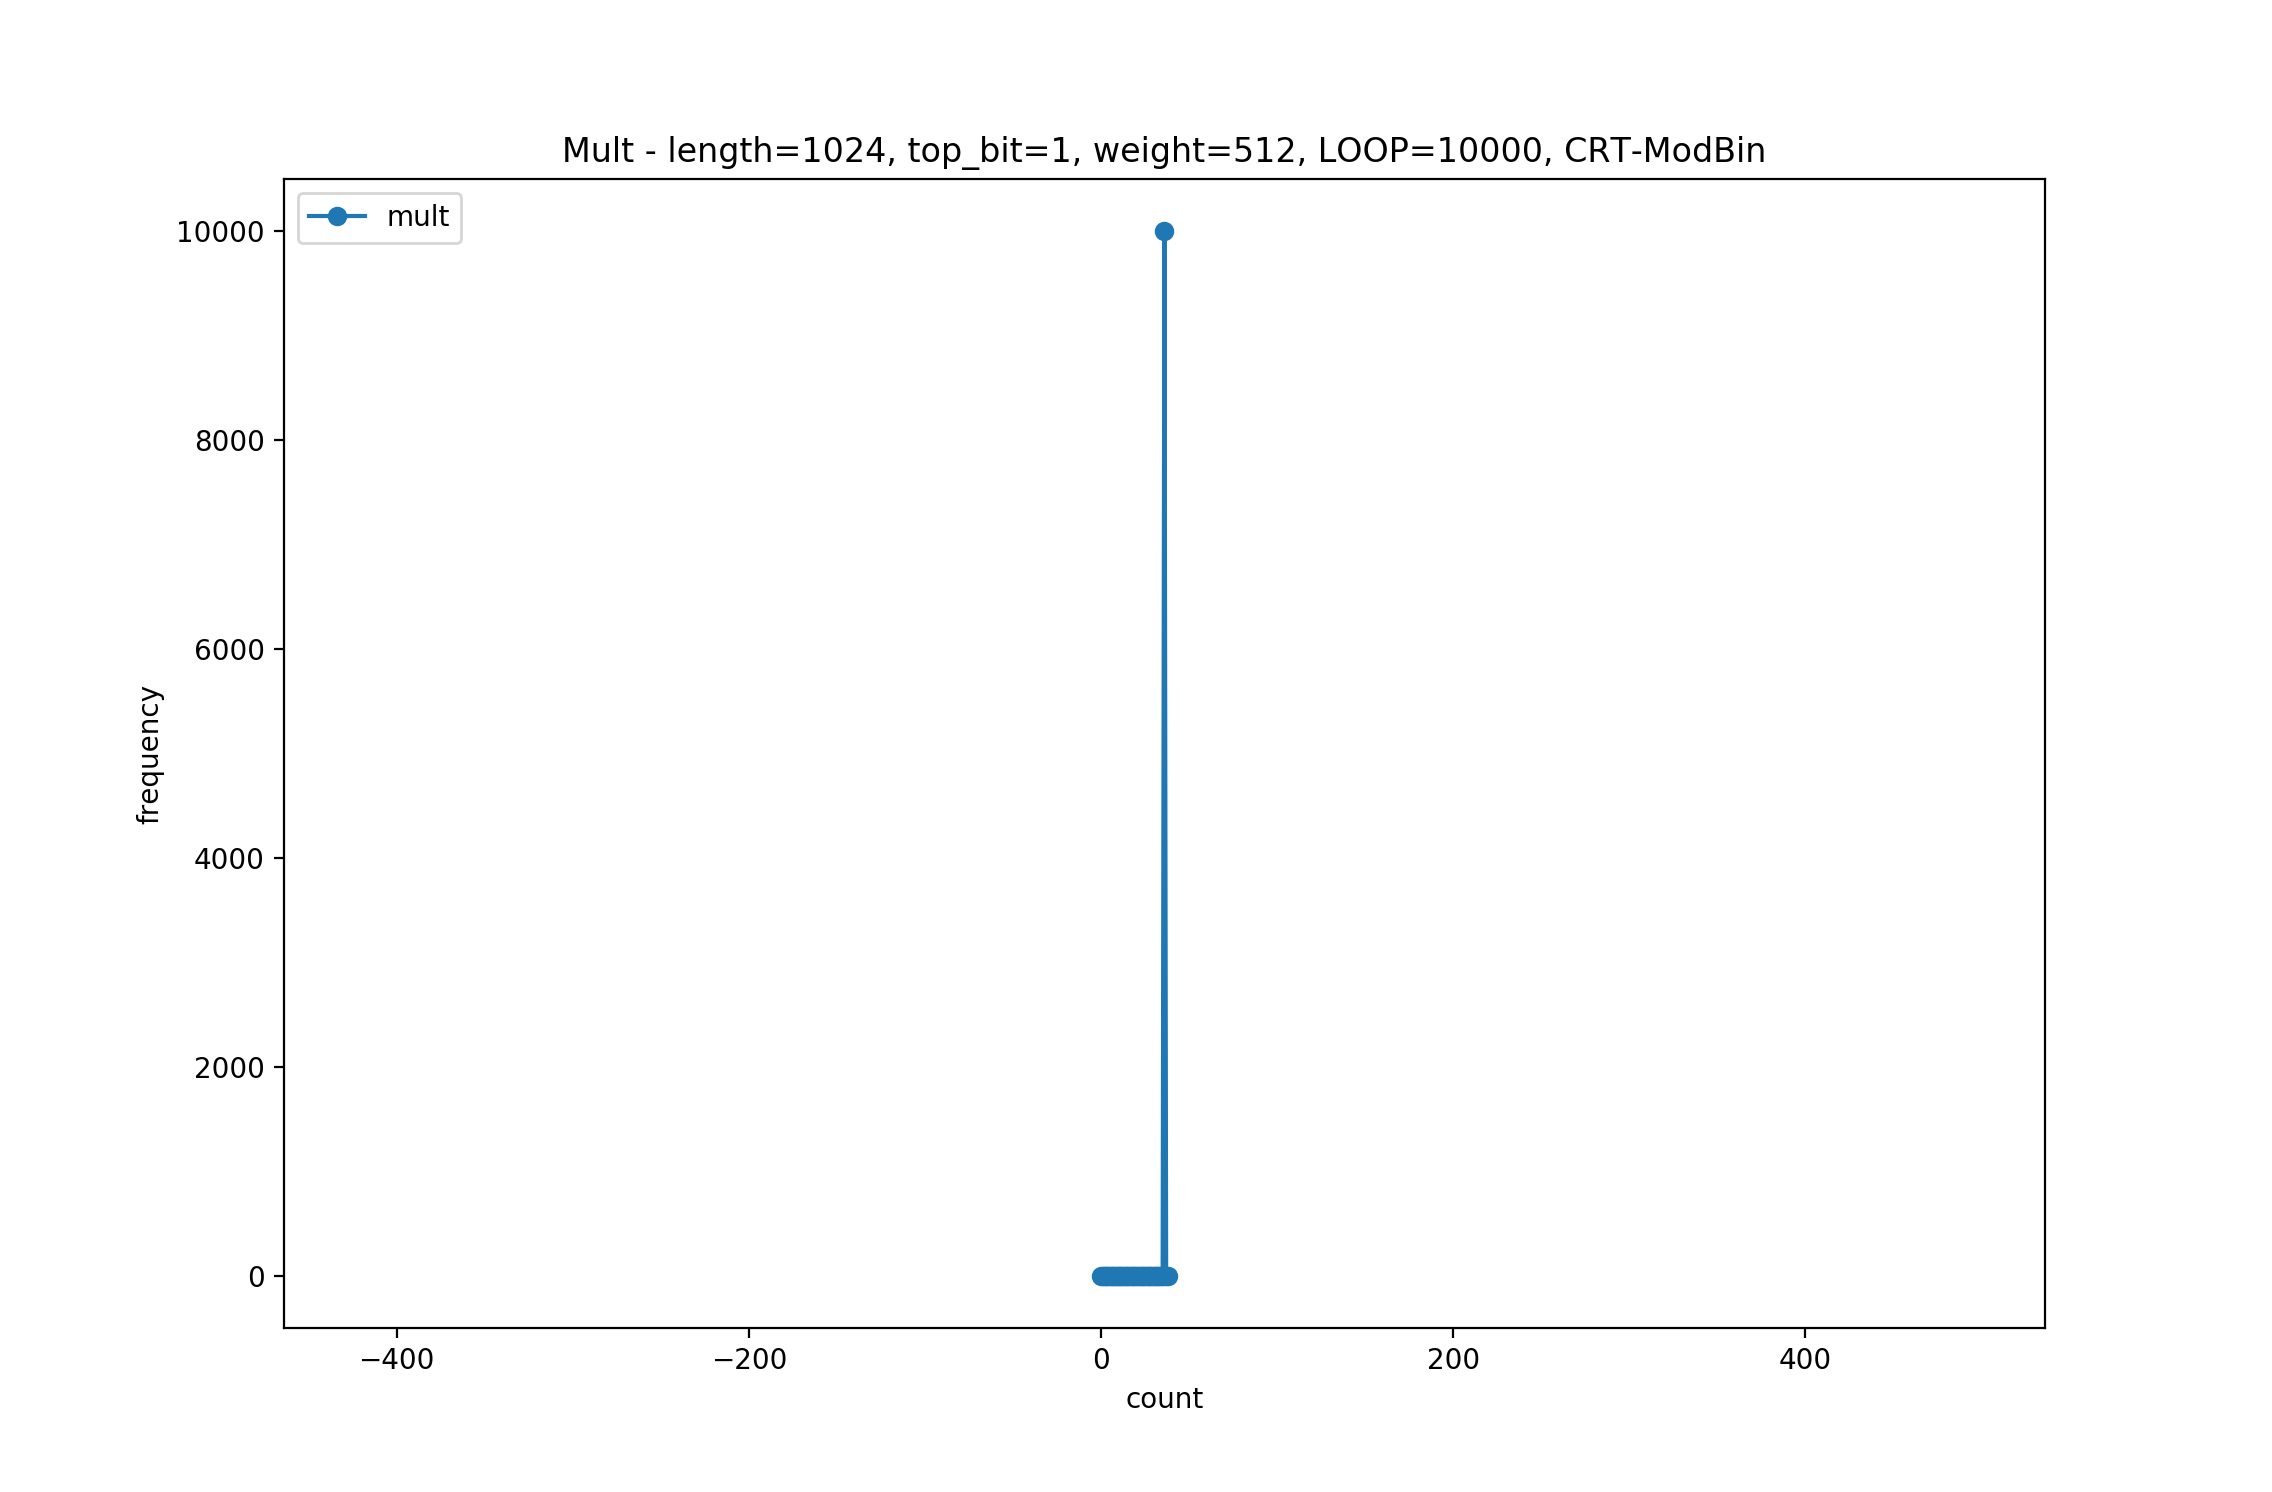 Mult - length=1024, top_bit=1, weight=512, LOOP=10000, CRT-ModBin
mult
10000
8000
6000
4000
2000
0
frequency
−400
−200
0
200
400
count